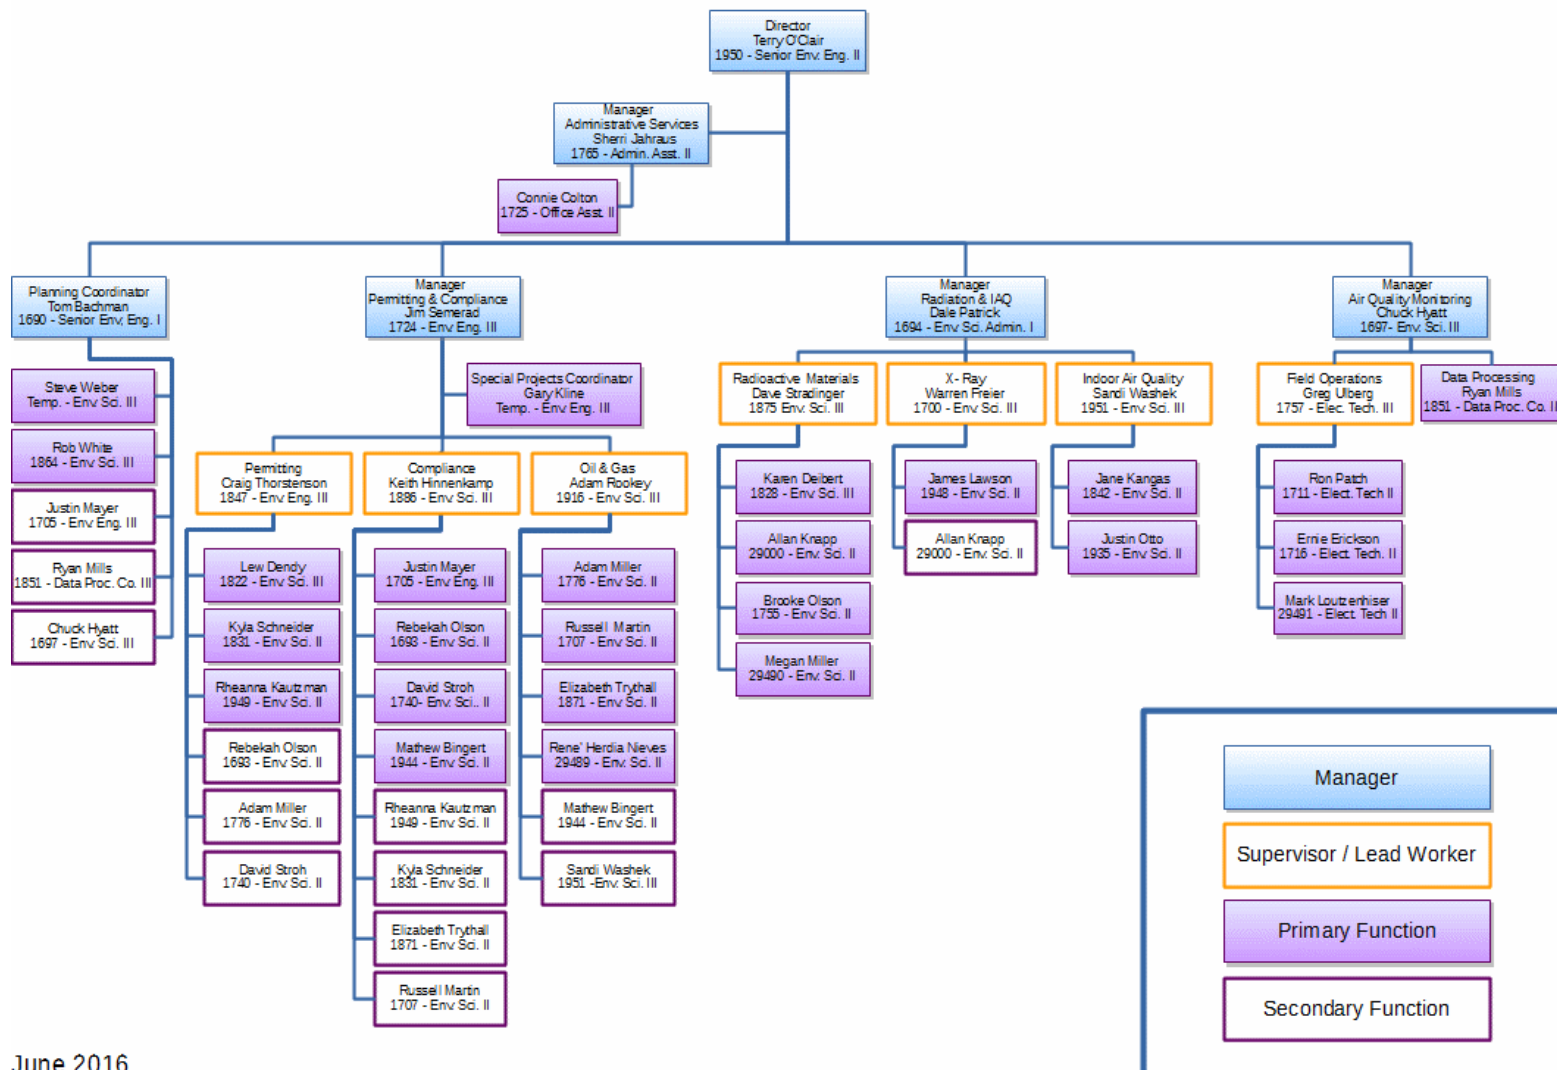 Director
Terry O'Clair
1950 - Senior Env. Eng. II
Manager
Administrative Services
Sherri Jahraus
1765 - Admin. Asst. II
Connie Colton
1725 - Office Asst. II
Planning Coordinator
Tom Bachman
1690 - Senior Env. Eng. I
Steve Weber
Temp. - Env. Sci. III
Rob White
1864 - Env. Sci. III
Justin Mayer
1705 - Env. Eng. III
Ryan Mills
1851 - Data Proc. Co. III
Chuck Hyatt
1697 - Env. Sci. III
Manager
Permitting & Compliance
Jim Semerad
1724 - Env. Eng. III
Special Projects Coordinator
Gary Kline
Temp. - Env. Eng. III
Permitting
Craig Thorstenson
1847 - Env. Eng. III
Lew Dendy
1822 - Env. Sci. III
Kyla Schneider
1831 - Env. Sci. II
Rheanna Kautzman
1949 - Env. Sci. II
Rebekah Olson
1693 - Env. Sci. II
Adam Miller
1776 - Env. Sci. II
David Stroh
1740 - Env. Sci. II
Compliance
Keith Hinnenkamp
1886 - Env. Sci. III
Justin Mayer
1705 - Env. Eng. III
Rebekah Olson
1693 - Env. Sci. II
David Stroh
1740- Env. Sci.. II
Mathew Bingert
1944 - Env. Sci. II
Rheanna Kautzman
1949 - Env. Sci. II
Kyla Schneider
1831 - Env. Sci. II
Elizabeth Trythall
1871 - Env. Sci. II
Russell Martin
1707 - Env. Sci. II
Oil & Gas
Adam Rookey
1916 - Env. Sci. III
Adam Miller
1776 - Env. Sci. II
Russell Martin
1707 - Env. Sci. II
Elizabeth Trythall
1871 - Env. Sci. II
Rene' Herdia Nieves
29489 - Env. Sci. II
Mathew Bingert
1944 - Env. Sci. II
Sandi Washek
1951 -Env. Sci. III
Manager
Radiation & IAQ
Dale Patrick
1694 - Env. Sci. Admin. I
Radioactive Materials
Dave Stradinger
1875 Env. Sci. III
Karen Deibert
1828 - Env. Sci. III
Allan Knapp
29000 - Env. Sci. II
Brooke Olson
1755 - Env. Sci. II
Megan Miller
29490 - Env. Sci. II
X- Ray
Warren Freier
1700 - Env. Sci. III
James Lawson
1948 - Env. Sci. II
Allan Knapp
29000 - Env. Sci. II
Indoor Air Quality
Sandi Washek
1951 - Env. Sci. III
Jane Kangas
1842 - Env. Sci. II
Justin Otto
1935 - Env. Sci. II
Manager
Air Quality Monitoring
Chuck Hyatt
1697- Env. Sci. III
Field Operations
Greg Ulberg
1757 - Elect. Tech. III
Ron Patch
1711 - Elect. Tech II
Ernie Erickson
1716 - Elect. Tech. II
Mark Loutzenhiser
29491 - Elect. Tech II
Data Processing
Ryan Mills
1851 - Data Proc. Co. II
Manager
Supervisor / Lead Worker
Primary Function
Secondary Function
June 2016